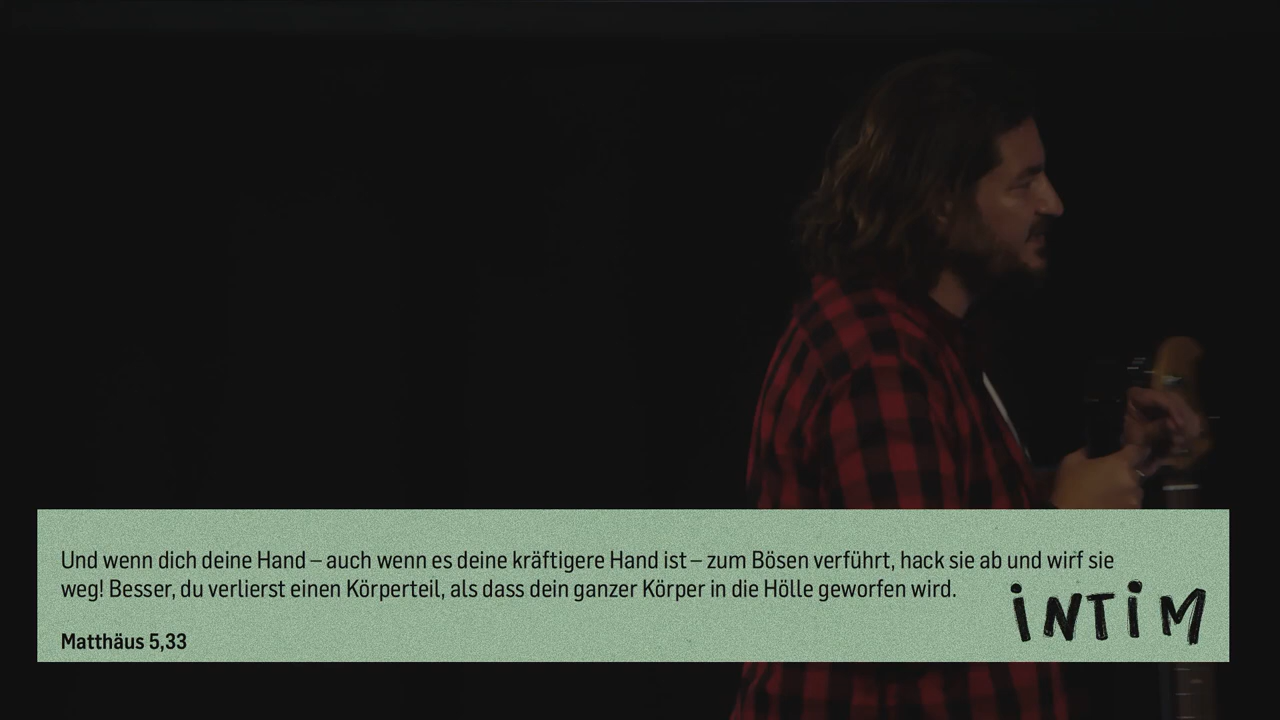 Und wenn dich deine Hand – auch wenn es deine kräftigere Hand ist – zum Bösen verführt, hack sie ab und wirf sie
weg! Besser, du verlierst einen Körperteil, als dass dein ganzer Körper in die Hölle geworfen wird.
Matthäus 5,33
iNTiM